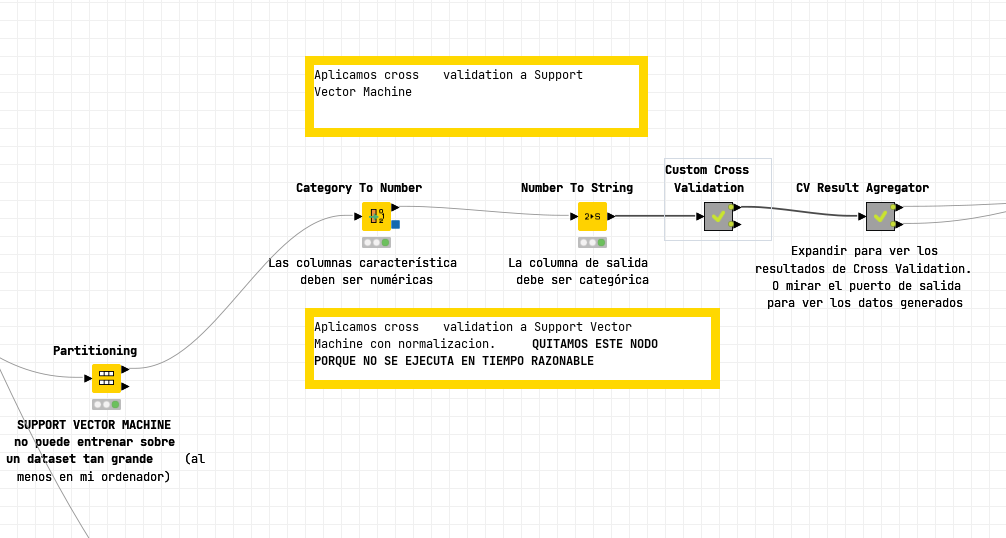 Aplicamos cross validation a Support
Vector Machine
Custom Cross
Validation
Category To Number
Number To String
CV Result Agregator
Las columnas característica
deben ser numéricas
La columna de salida
debe ser categórica
Expandir para ver los
resultados de Cross Validation.
O mirar el puerto de salida
para ver los datos generados
Aplicamos cross validation a Support Vector
Machine con normalizacion. QUITAMOS ESTE NODO
PORQUE NO SE EJECUTA EN TIEMPO RAZONABLE
Partitioning
SUPPORT VECTOR MACHINE
no puede entrenar sobre
un dataset tan grande (al
menos en mi ordenador)